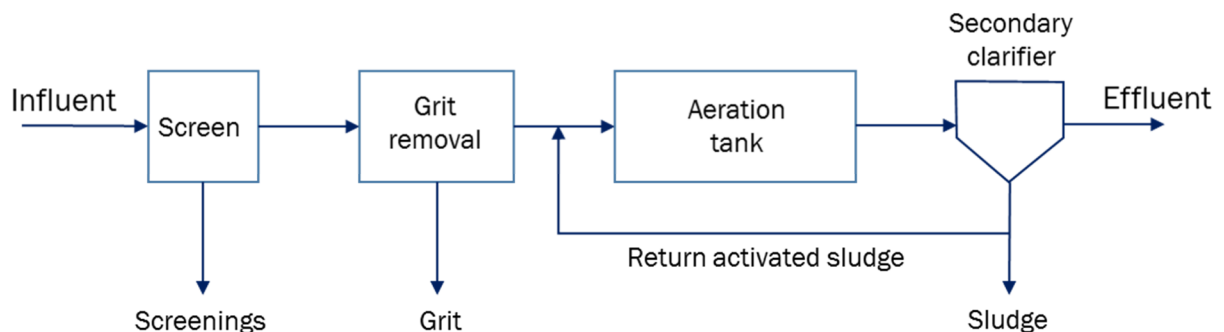 Influent
Screen
Grit
removal
Aeration
tank
Secondary
clarifier
Effluent
Return activated sludge
Screenings
Grit
Sludge